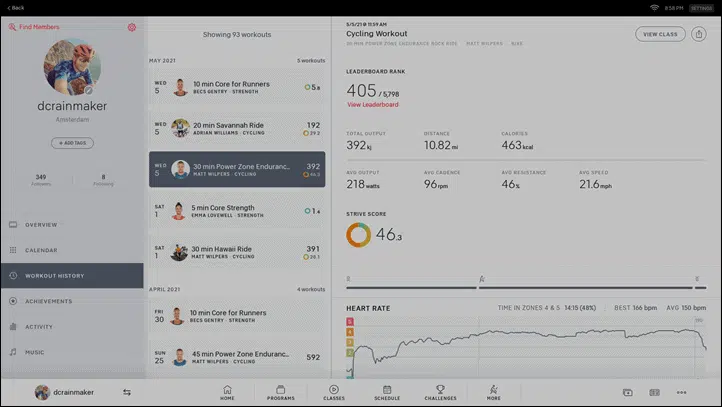 Back
8:58 PM
SETTINGS
Find Members
dcrainmaker
Amsterdam
+ ADD TAGS
349
8
Followers
Following
OVERVIEW
CALENDAR
WORKOUT HISTORY
ACHIEVEMENTS
ACTIVITY
MUSIC
Showing 93 workouts
MAY 2021
5 workouts
WED
5
10 min Core for Runners
BECS GENTRY · STRENGTH
5.8
WED
5
20 min Savannah Ride
ADRIAN WILLIAMS · CYCLING
192
29.2
WED
5
30 min Power Zone Enduranc...
MATT WILPERS · CYCLING
392
46.3
SAT
1
5 min Core Strength
EMMA LOVEWELL · STRENGTH
1.4
SAT
1
30 min Hawaii Ride
MATT WILPERS · CYCLING
391
APRIL 2021
4 workouts
FRI
30
10 min Core for Runners
BECS GENTRY · STRENGTH
SUN
25
45 min Power Zone Enduranc...
MATT WILPERS · CYCLING
592
5/5/21 @ 11:59 AM
Cycling Workout
30 MIN POWER ZONE ENDURANCE ROCK RIDE · MATT WILPERS · BIKE
VIEW CLASS
LEADERBOARD RANK
405 / 5,798
View Leaderboard
TOTAL OUTPUT
DISTANCE
CALORIES
392 kj
10.82 mi
463 kcal
AVG OUTPUT
AVG CADENCE
AVG RESISTANCE
AVG SPEED
218 watts
96 rpm
46%
21.6 mph
STRIVE SCORE
46.3
HEART RATE
TIME IN ZONES 4 & 5 14:15 (48%)
BEST 166 bpm
AVG 150 bpm
5
4
3
2
dcrainmaker
HOME
PROGRAMS
CLASSES
SCHEDULE
CHALLENGES
MORE